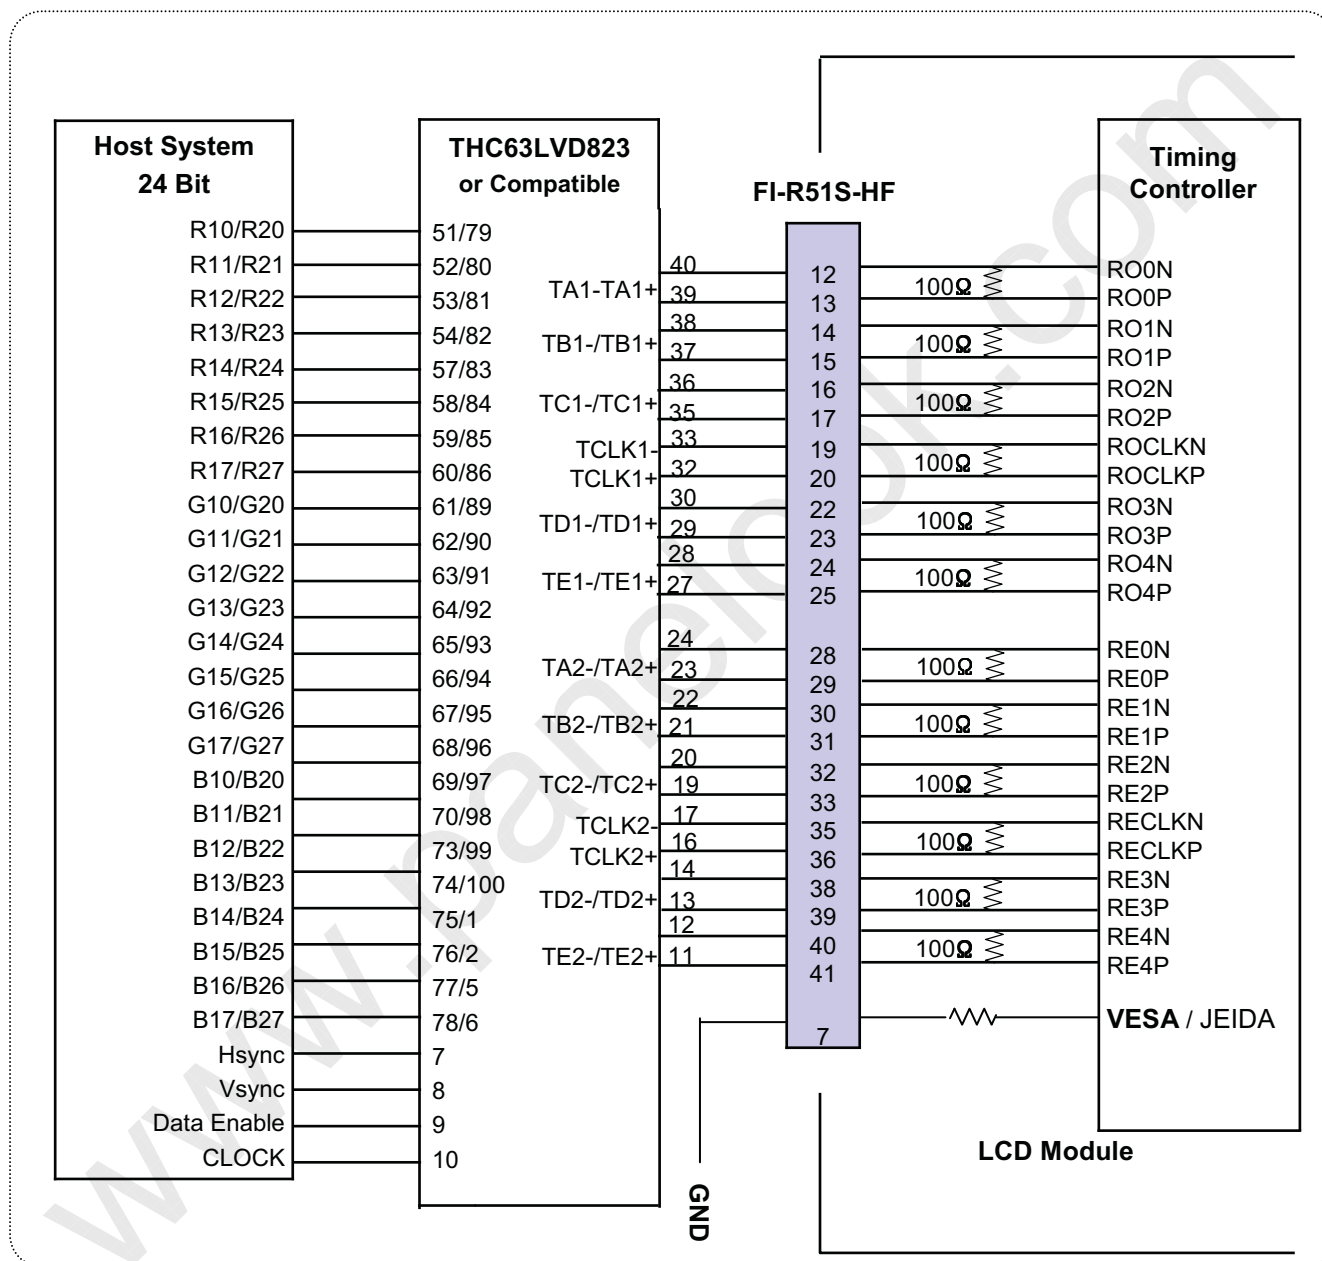 Host System
24 Bit
R10/R20
R11/R21
R12/R22
R13/R23
R14/R24
R15/R25
R16/R26
R17/R27
G10/G20
G11/G21
G12/G22
G13/G23
G14/G24
G15/G25
G16/G26
G17/G27
B10/B20
B11/B21
B12/B22
B13/B23
B14/B24
B15/B25
B16/B26
B17/B27
Hsync
Vsync
Data Enable
CLOCK
THC63LVD823
or Compatible
51/79
52/80
53/81
54/82
57/83
58/84
59/85
60/86
61/89
62/90
63/91
64/92
65/93
66/94
67/95
68/96
69/97
70/98
73/99
74/100
75/1
76/2
77/5
78/6
7
8
9
10
TA1-TA1+
TB1-/TB1+
TC1-/TC1+
TCLK1-
TCLK1+
TD1-/TD1+
TE1-/TE1+
TA2-/TA2+
TB2-/TB2+
TC2-/TC2+
TCLK2-
TCLK2+
TD2-/TD2+
TE2-/TE2+
40
39
38
37
36
35
33
32
30
29
28
27
24
23
22
21
20
19
17
16
14
13
12
11
GND
FI-R51S-HF
12
13
14
15
16
17
19
20
22
23
24
25
28
29
30
31
32
33
35
36
38
39
40
41
7
100Ω
100Ω
100Ω
100Ω
100Ω
100Ω
100Ω
100Ω
100Ω
100Ω
100Ω
100Ω
Timing
Controller
RO0N
RO0P
RO1N
RO1P
RO2N
RO2P
ROCLKN
ROCLKP
RO3N
RO3P
RO4N
RO4P
RE0N
RE0P
RE1N
RE1P
RE2N
RE2P
RECLKN
RECLKP
RE3N
RE3P
RE4N
RE4P
VESA / JEIDA
LCD Module
www.panelook.com